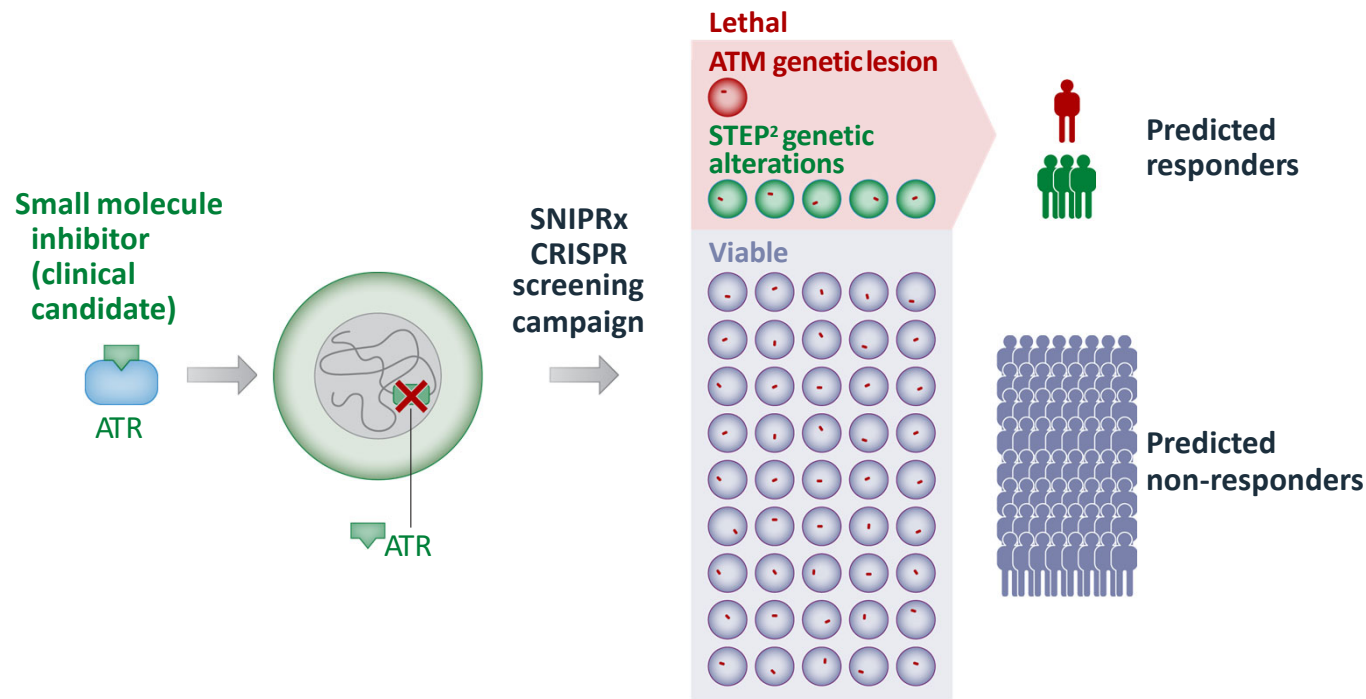 Small molecule
inhibitor
(clinical
candidate)
ATR
ATR
SNIPRx
CRISPR
screening
campaign
Lethal
ATM genetic lesion
STEP² genetic
alterations
Viable
Predicted
responders
Predicted
non-responders